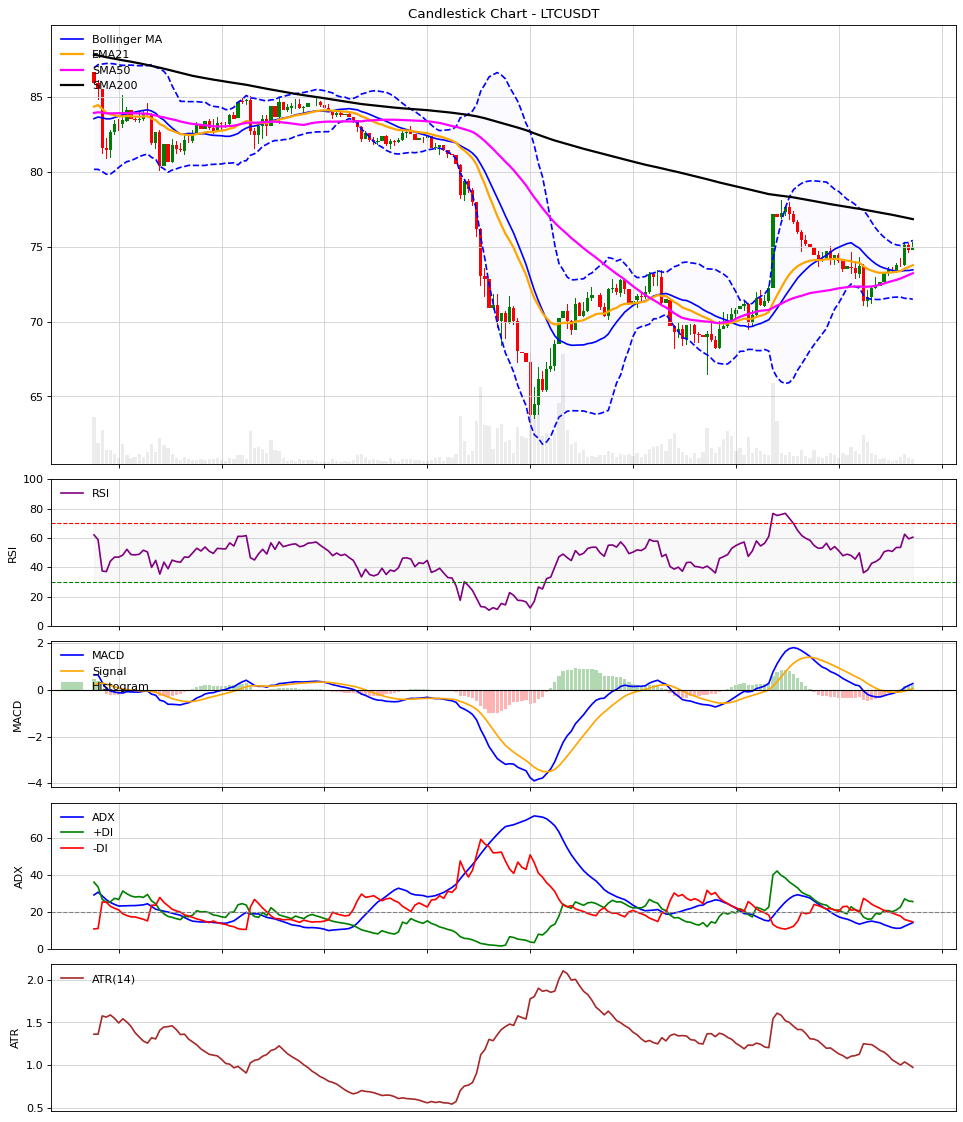 Candlestick Chart - LTCUSDT
Bollinger MA
EMA21
SMA50
SMA200
85
80
75
70
65
RSI
100
80
60
40
20
0
RSI
MACD
Signal
Histogram
2
0
−2
−4
MACD
ADX
+DI
-DI
60
40
20
0
ADX
ATR(14)
2.0
1.5
1.0
0.5
ATR